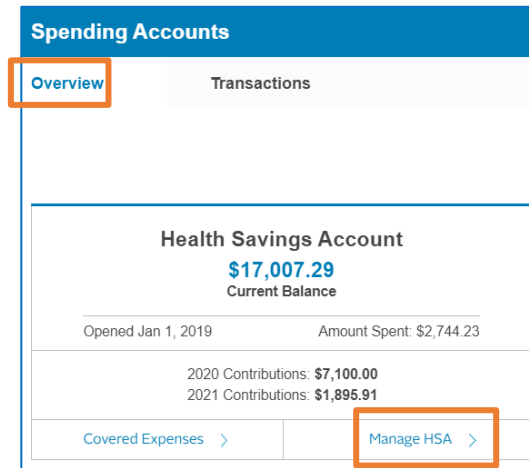 Spending Accounts
Overview Transactions
Health Savings Account
$17,007.29
Current Balance
Opened Jan 1, 2019 Amount Spent: $2,744.23
2020 Contributions: $7,100.00
2021 Contributions: $1,895.91
Covered Expenses Manage HSA